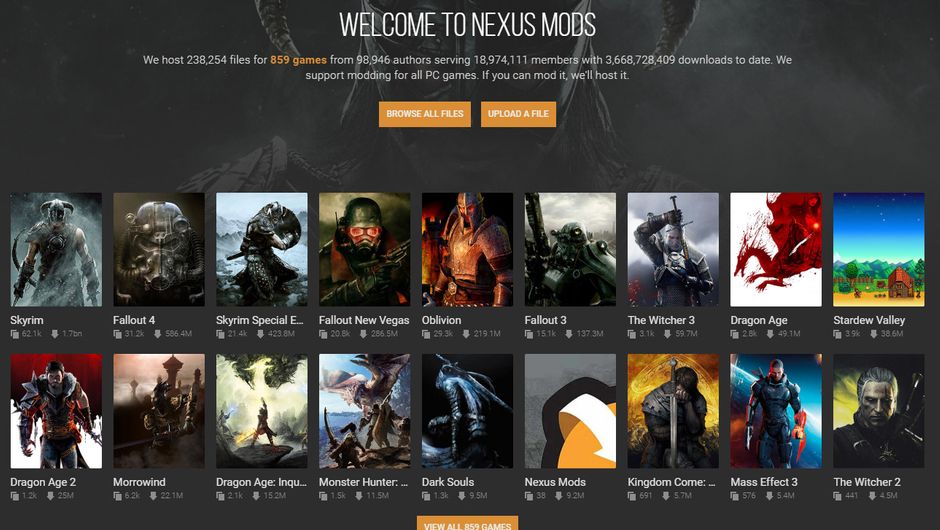 WELCOME TO NEXUS MODS
We host 238,254 files for 859 games from 98,946 authors serving 18,974,111 members with 3,668,728,409 downloads to date. We
support modding for all PC games. If you can mod it, we'll host it.
BROWSE ALL FILES UPLOAD A FILE
Skyrim Fallout 4 Skyrim Special E... Fallout New Vegas Oblivion Fallout 3 The Witcher 3 Dragon Age Stardew Valley
62.1k 1.7bn 31.2k 586.4M 21.4k 423.8M 20.8k 286.5M 29.3k 219.1M 15.1k 137.3M 3.1k 59.7M 2.8k 49.1M 3.9k 38.6M
Dragon Age 2 Morrowind Dragon Age: Inqu... Monster Hunter: ... Dark Souls Nexus Mods Kingdom Come: ... Mass Effect 3 The Witcher 2
1.2k 25M 6.2k 22.1M 2.1k 15.2M 1.5k 11.5M 1.3k 9.5M 38 9.2M 691 5.7M 576 5.4M 441 4.5M
VIEW ALL 859 GAMES